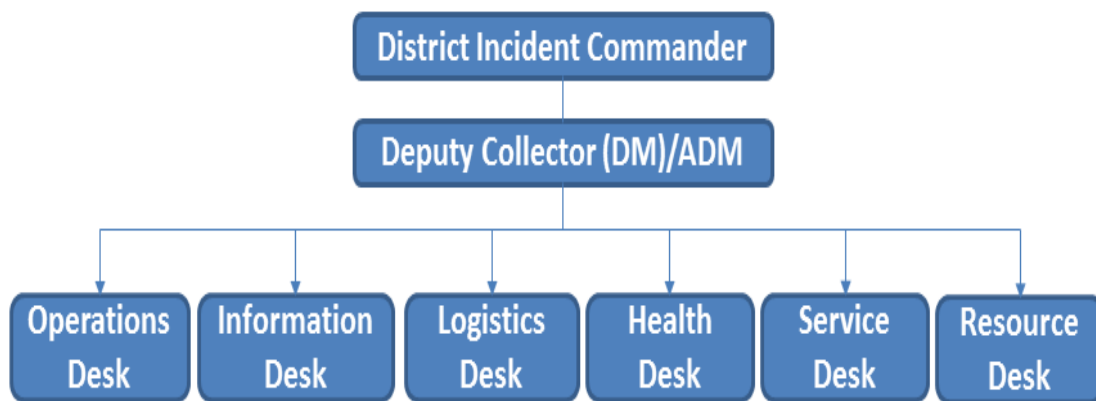 District Incident Commander
Deputy Collector (DM)/ADM
Operations
Desk
Information
Desk
Logistics
Desk
Health
Desk
Service
Desk
Resource
Desk